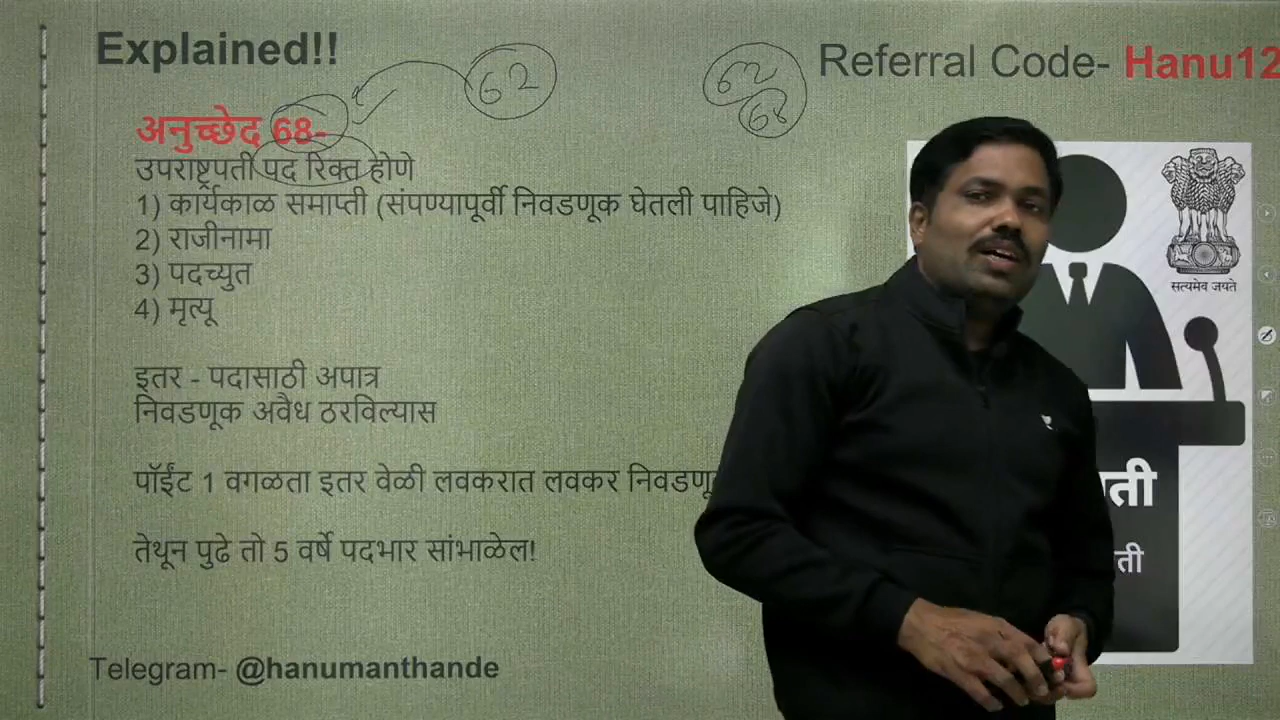 Explained!!
62
62
68
Referral Code- Hanu12
अनुच्छेद 68-
उपराष्ट्रपती पद रिक्त होणे
1) कार्यकाळ समाप्ती (संपण्यापूर्वी निवडणूक घेतली पाहिजे)
2) राजीनामा
3) पदच्युत
4) मृत्यू
सत्यमेव जयते
इतर - पदासाठी अपात्र
निवडणूक अवैध ठरविल्यास
पॉईंट 1 वगळता इतर वेळी लवकरात लवकर
तेथून पुढे तो 5 वर्षे पदभार सांभाळेल!
Telegram- @hanumanthande